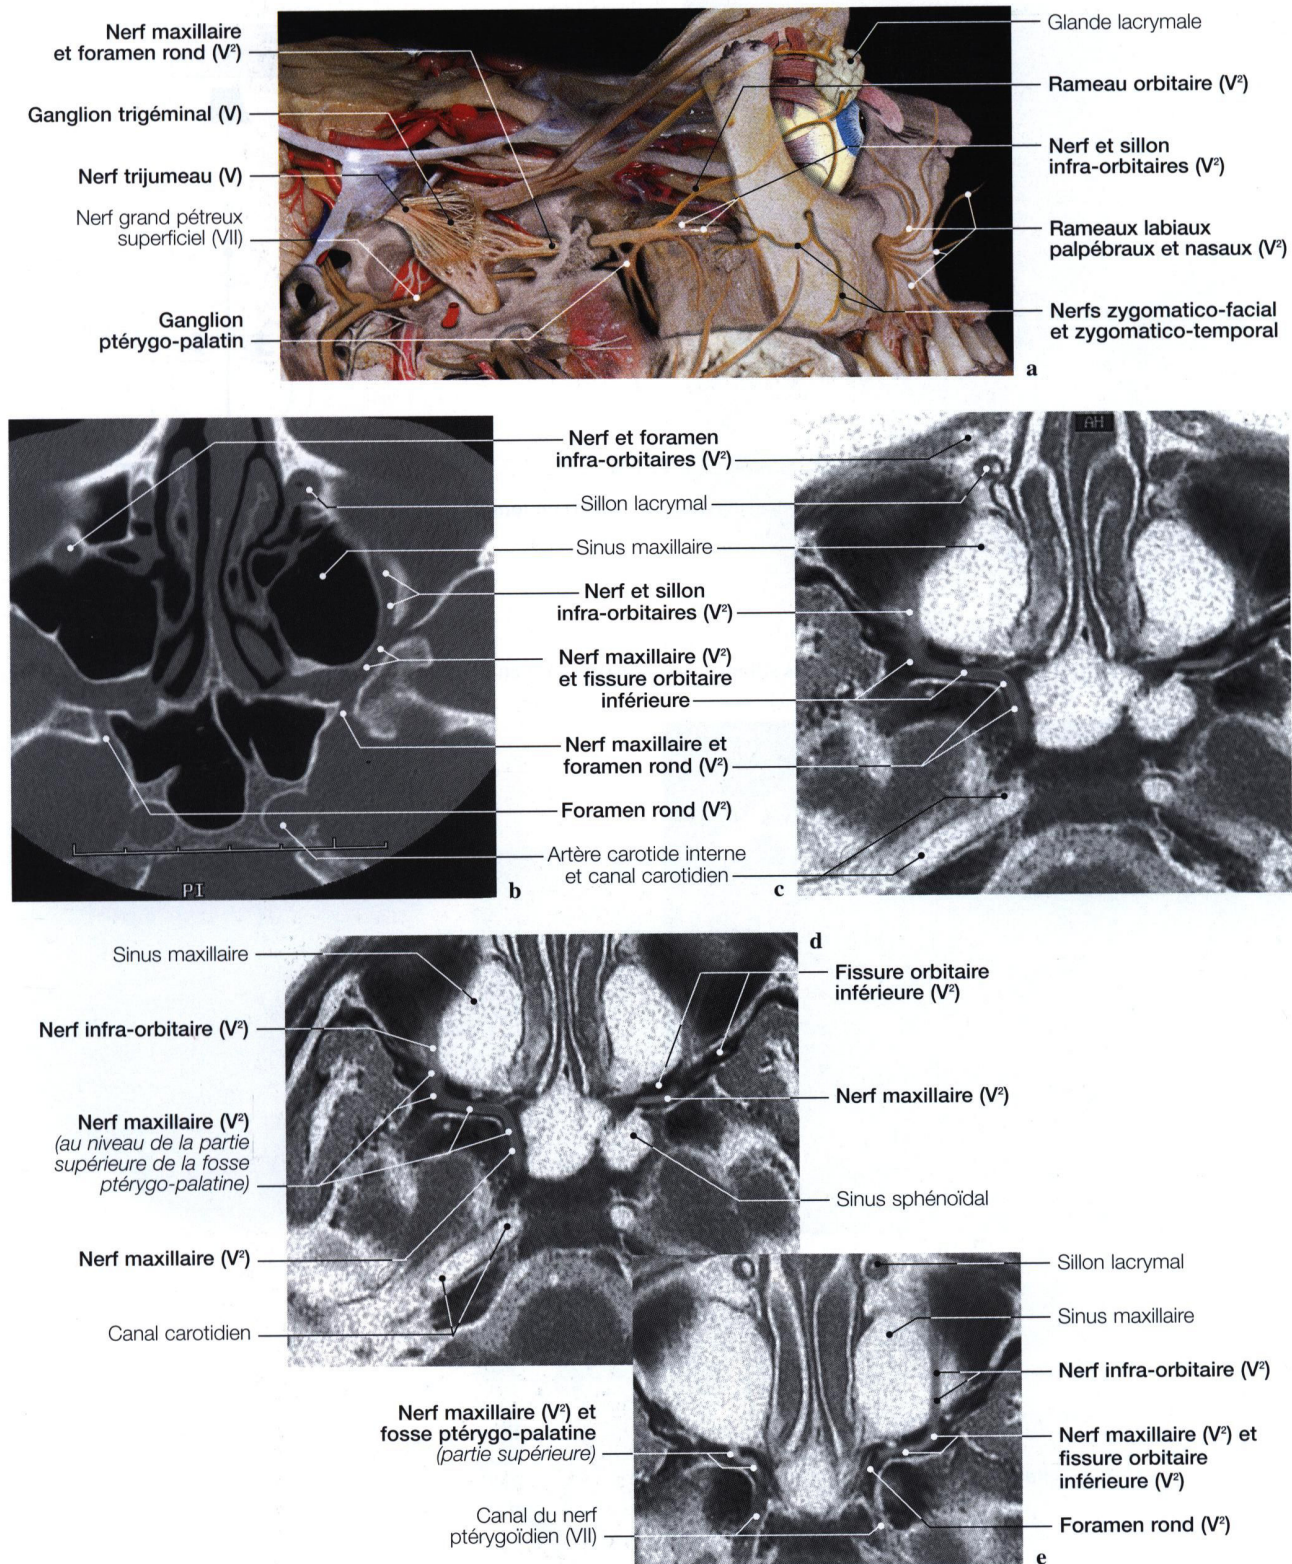 Nerf maxillaire
et foramen rond (V²)
Ganglion trigéminal (V)
Nerf trijumeau (V)
Nerf grand pétreux
superficiel (VII)
Ganglion
ptérygo-palatin
Glande lacrymale
Rameau orbitaire (V²)
Nerf et sillon
infra-orbitaires (V²)
Rameaux labiaux
palpébraux et nasaux (V²)
Nerfs zygomatico-facial
et zygomatico-temporal
a
AH
Nerf et foramen
infra-orbitaires (V²)
Sillon lacrymal
Sinus maxillaire
Nerf et sillon
infra-orbitaires (V²)
Nerf maxillaire (V²)
et fissure orbitaire
inférieure
Nerf maxillaire et
foramen rond (V²)
Foramen rond (V²)
Artère carotide interne
et canal carotidien
PI
b
c
d
Sinus maxillaire
Nerf infra-orbitaire (V²)
Nerf maxillaire (V²)
(au niveau de la partie
supérieure de la fosse
ptérygo-palatine)
Nerf maxillaire (V²)
Canal carotidien
Fissure orbitaire
inférieure (V²)
Nerf maxillaire (V²)
Sinus sphénoïdal
Nerf maxillaire (V²) et
fosse ptérygo-palatine
(partie supérieure)
Canal du nerf
ptérygoïdien (VII)
Sillon lacrymal
Sinus maxillaire
Nerf infra-orbitaire (V²)
Nerf maxillaire (V²) et
fissure orbitaire
inférieure (V²)
Foramen rond (V²)
e